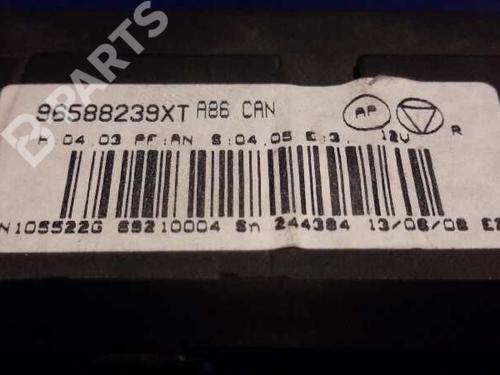 96588239XT A86 CAN
AP
H:04.03 PF:AN S:04.05 E:3. 12V R
N105522G 69210004 Sn 244384 13/06/08 E2
B-PARTS